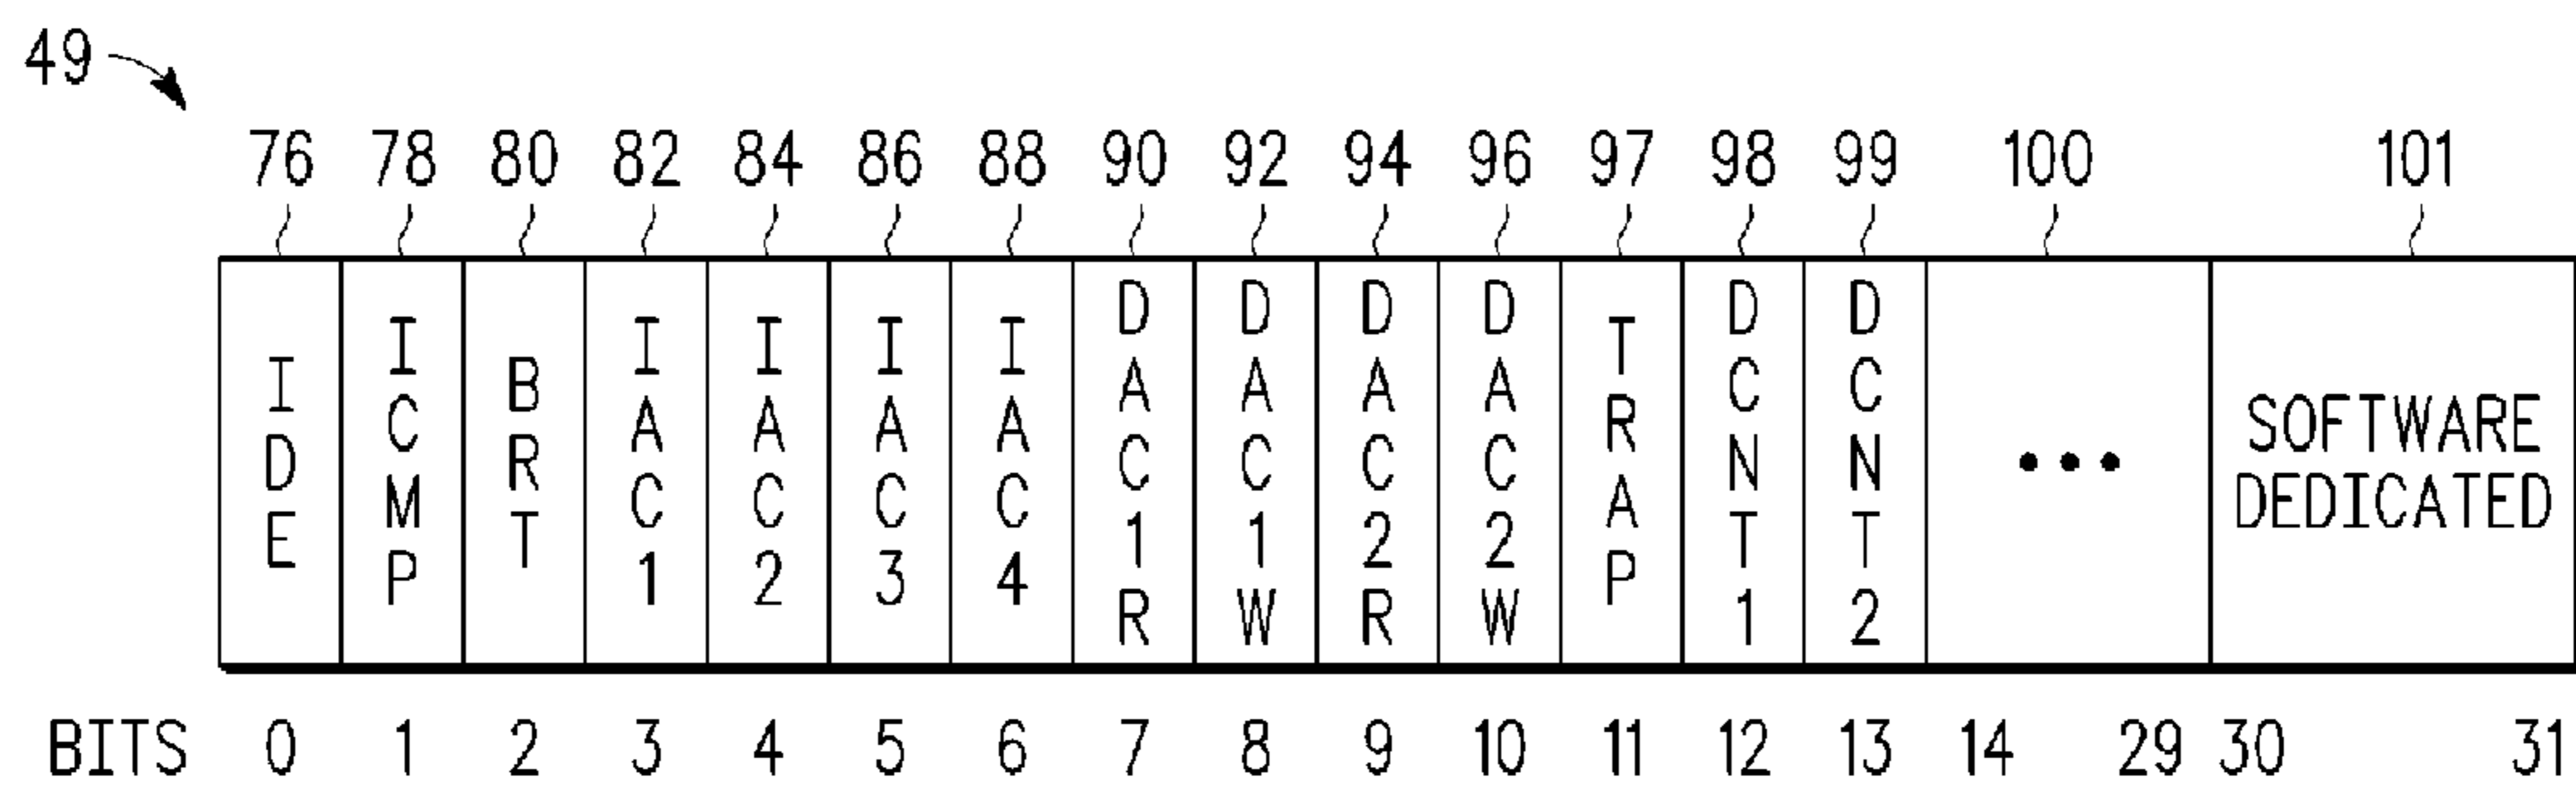 49
76 78 80 82 84 86 88 90 92 94 96 97 98 99 100 101
IDE ICMP BRT IAC1 IAC2 IAC3 IAC4 DAC1R DAC1W DAC2R DAC2W TRAP DCNT1 DCNT2 ••• SOFTWARE
DEDICATED
BITS 0 1 2 3 4 5 6 7 8 9 10 11 12 13 14 29 30 31